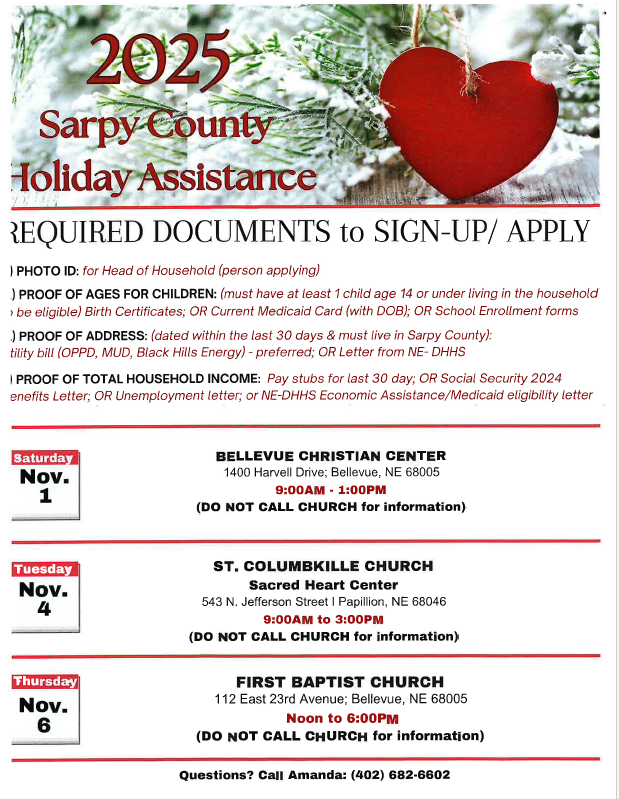 2025
Sarpy County
Holiday Assistance
REQUIRED DOCUMENTS to SIGN-UP/ APPLY
) PHOTO ID: for Head of Household (person applying)
.) PROOF OF AGES FOR CHILDREN: (must have at least 1 child age 14 or under living in the household
o be eligible) Birth Certificates; OR Current Medicaid Card (with DOB); OR School Enrollment forms
.) PROOF OF ADDRESS: (dated within the last 30 days & must live in Sarpy County):
tility bill (OPPD, MUD, Black Hills Energy) - preferred; OR Letter from NE- DHHS
) PROOF OF TOTAL HOUSEHOLD INCOME: Pay stubs for last 30 day; OR Social Security 2024
enefits Letter; OR Unemployment letter; or NE-DHHS Economic Assistance/Medicaid eligibility letter
Saturday
Nov.
1
BELLEVUE CHRISTIAN CENTER
1400 Harvell Drive; Bellevue, NE 68005
9:00AM - 1:00PM
(DO NOT CALL CHURCH for information)
Tuesday
Nov.
4
ST. COLUMBKILLE CHURCH
Sacred Heart Center
543 N. Jefferson Street I Papillion, NE 68046
9:00AM to 3:00PM
(DO NOT CALL CHURCH for information)
Thursday
Nov.
6
FIRST BAPTIST CHURCH
112 East 23rd Avenue; Bellevue, NE 68005
Noon to 6:00PM
(DO NOT CALL CHURCH for information)
Questions? Call Amanda: (402) 682-6602